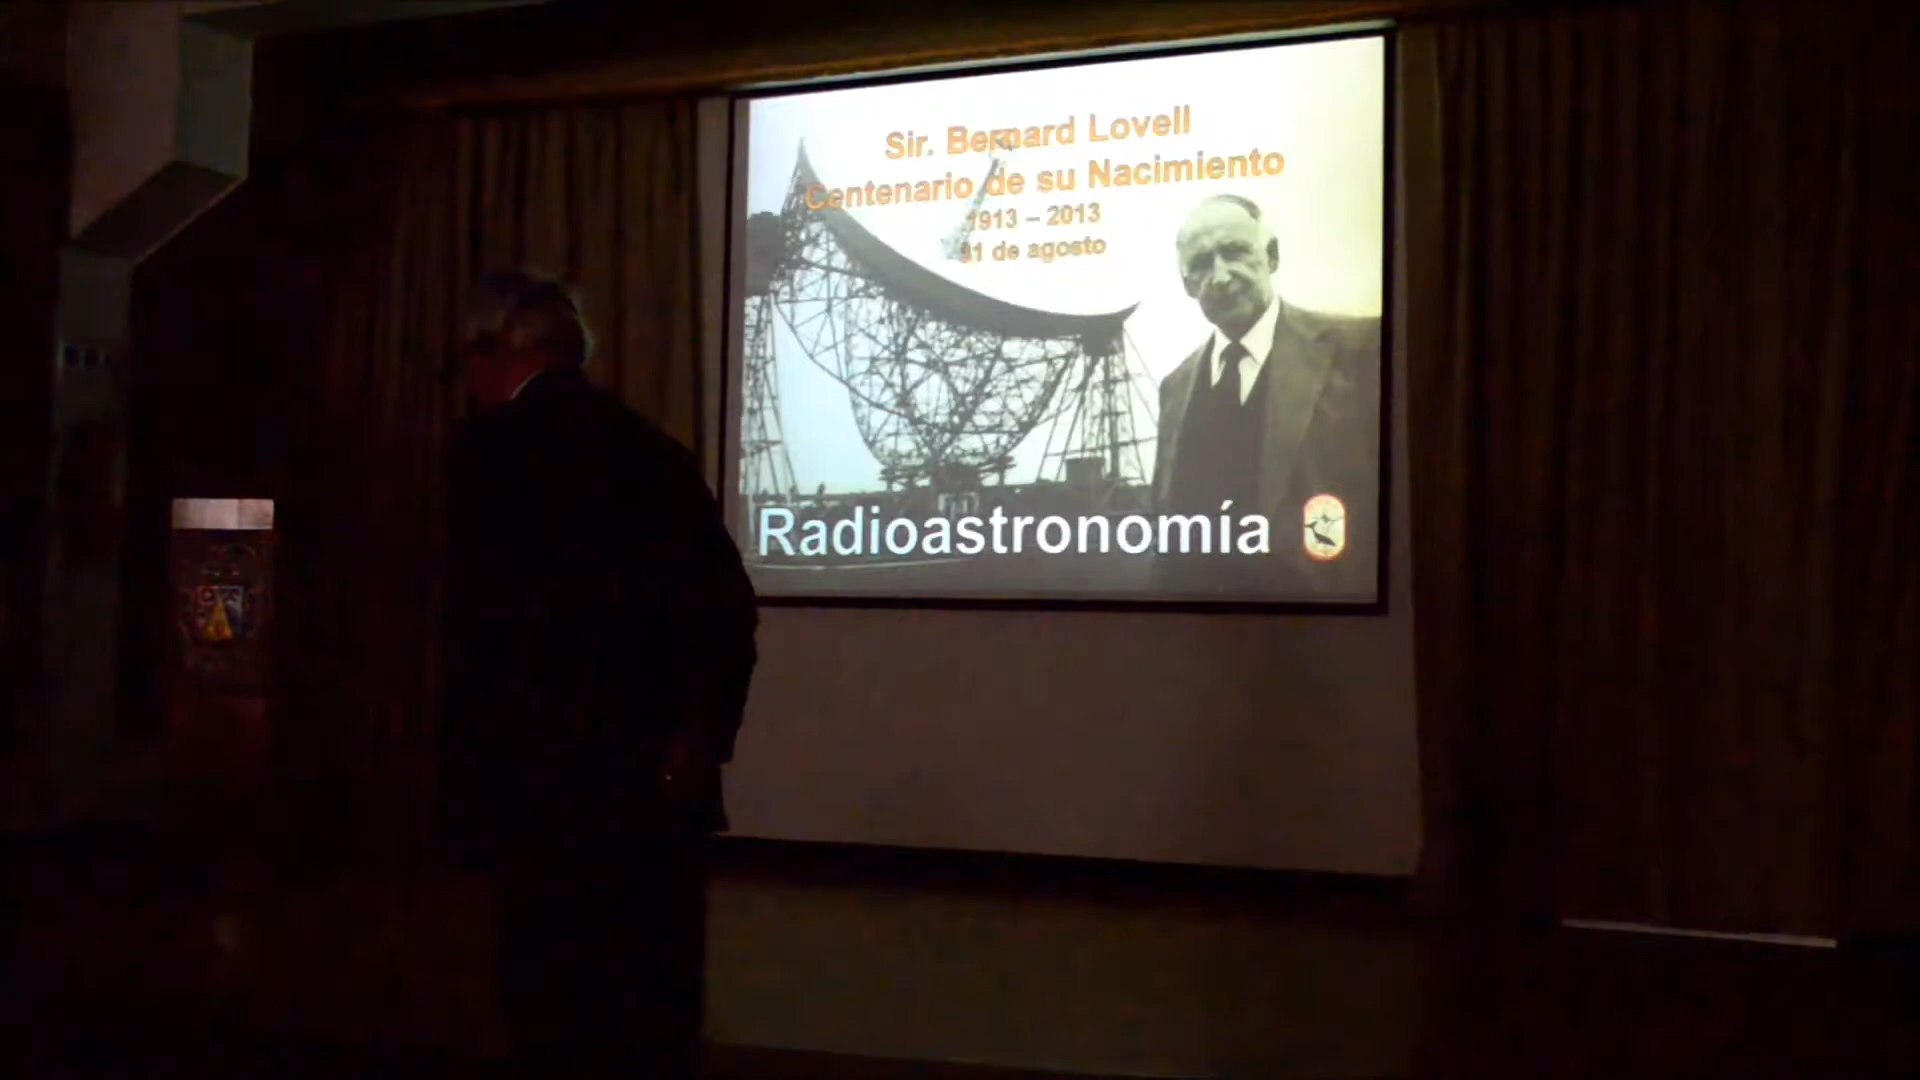 Sir. Bernard Lovell
Centenario de su Nacimiento
1913 – 2013
31 de agosto
Radioastronomía